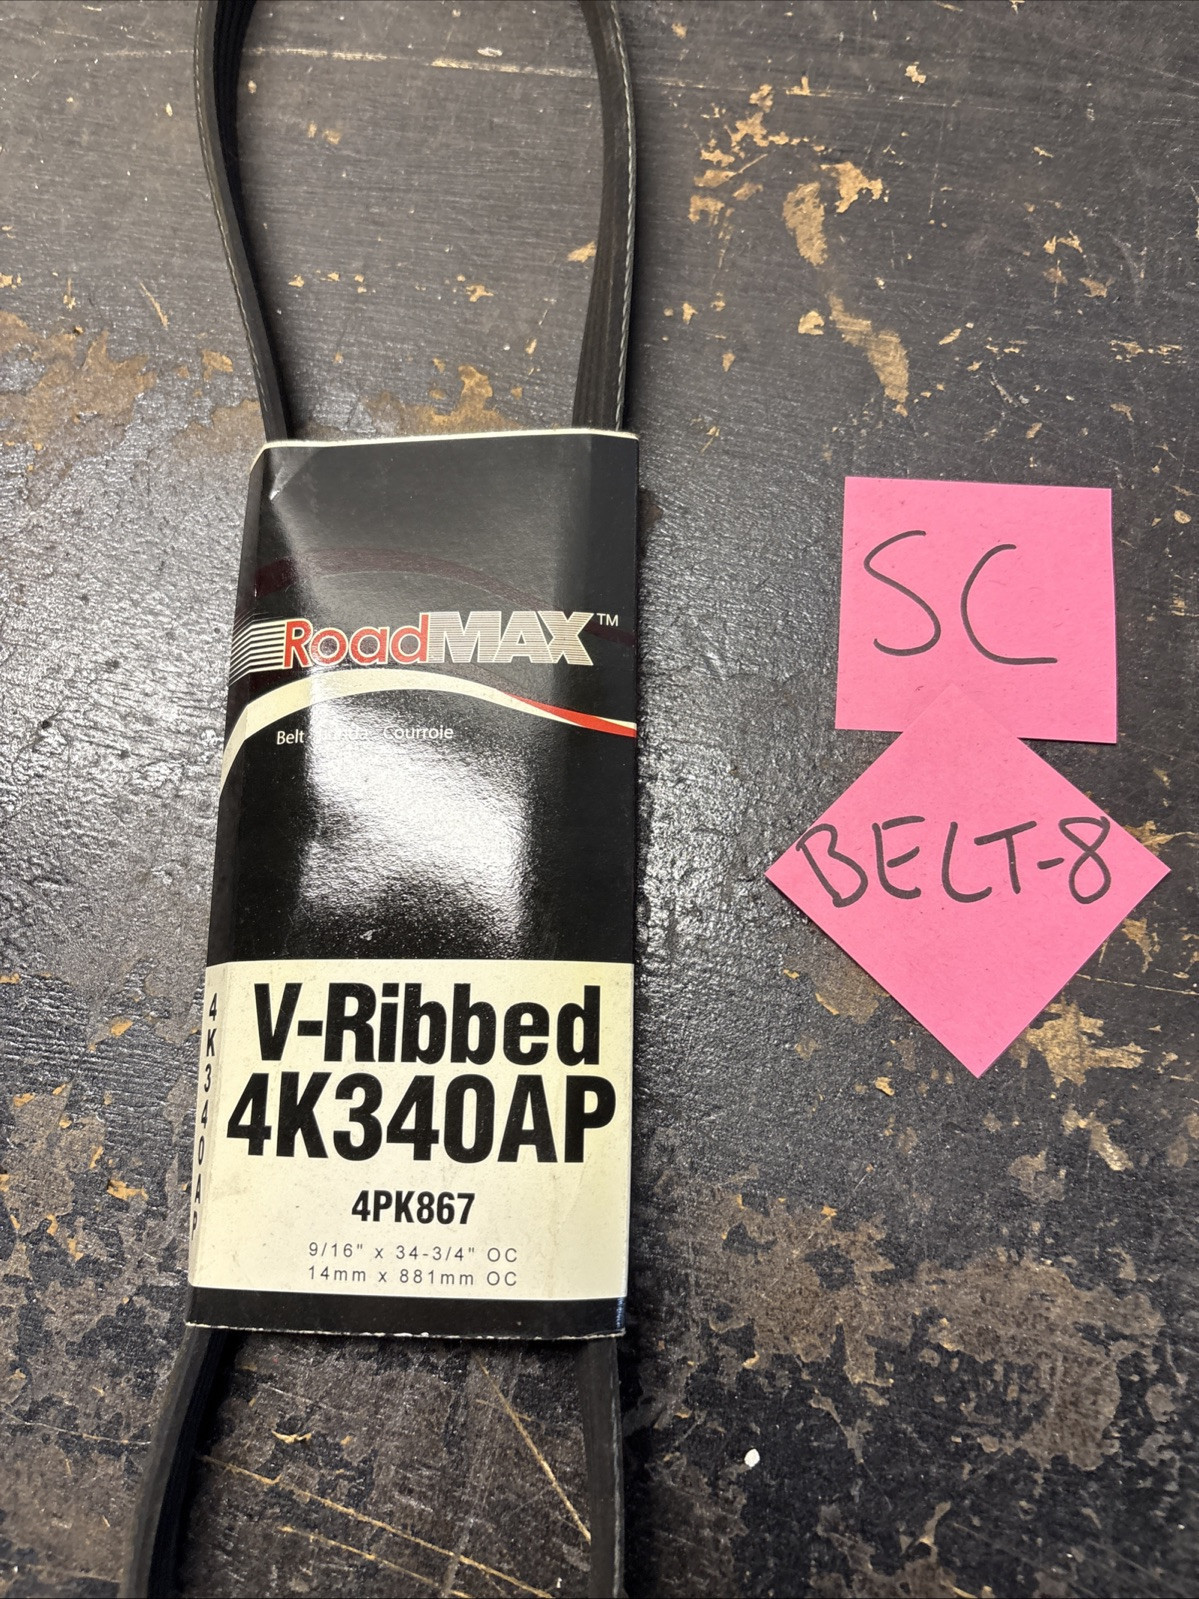 RoadMAX™
Belt Banda Courroie
V-Ribbed
4K340AP
4PK867
9/16" x 34-3/4" OC
14mm x 881mm OC
4K340AP
SC
BELT-8